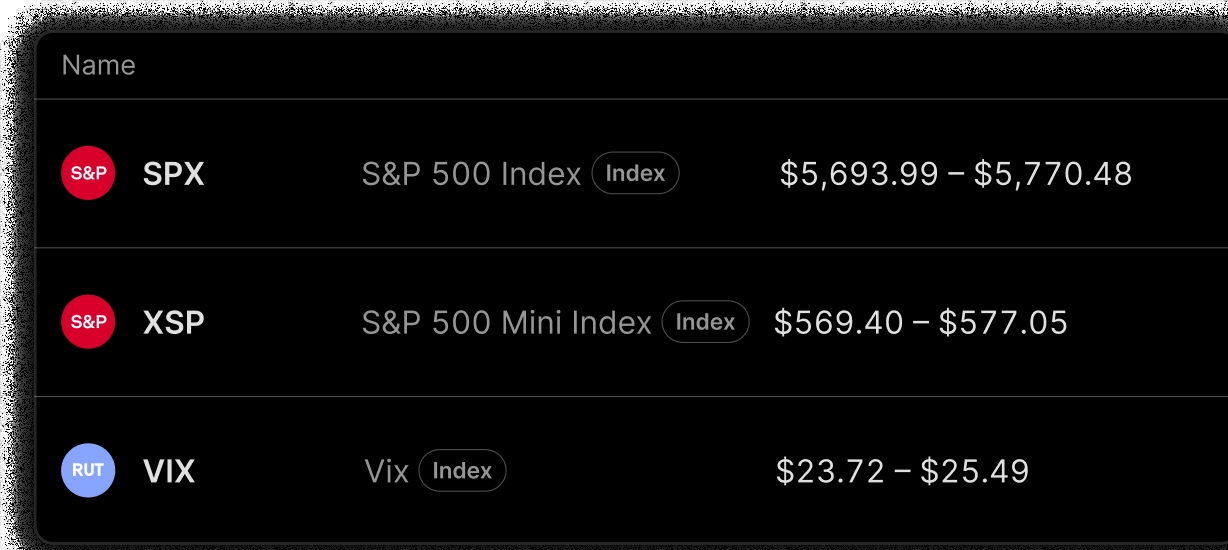 Name
S&P SPX S&P 500 Index Index $5,693.99 – $5,770.48
S&P XSP S&P 500 Mini Index Index $569.40 – $577.05
RUT VIX Vix Index $23.72 – $25.49